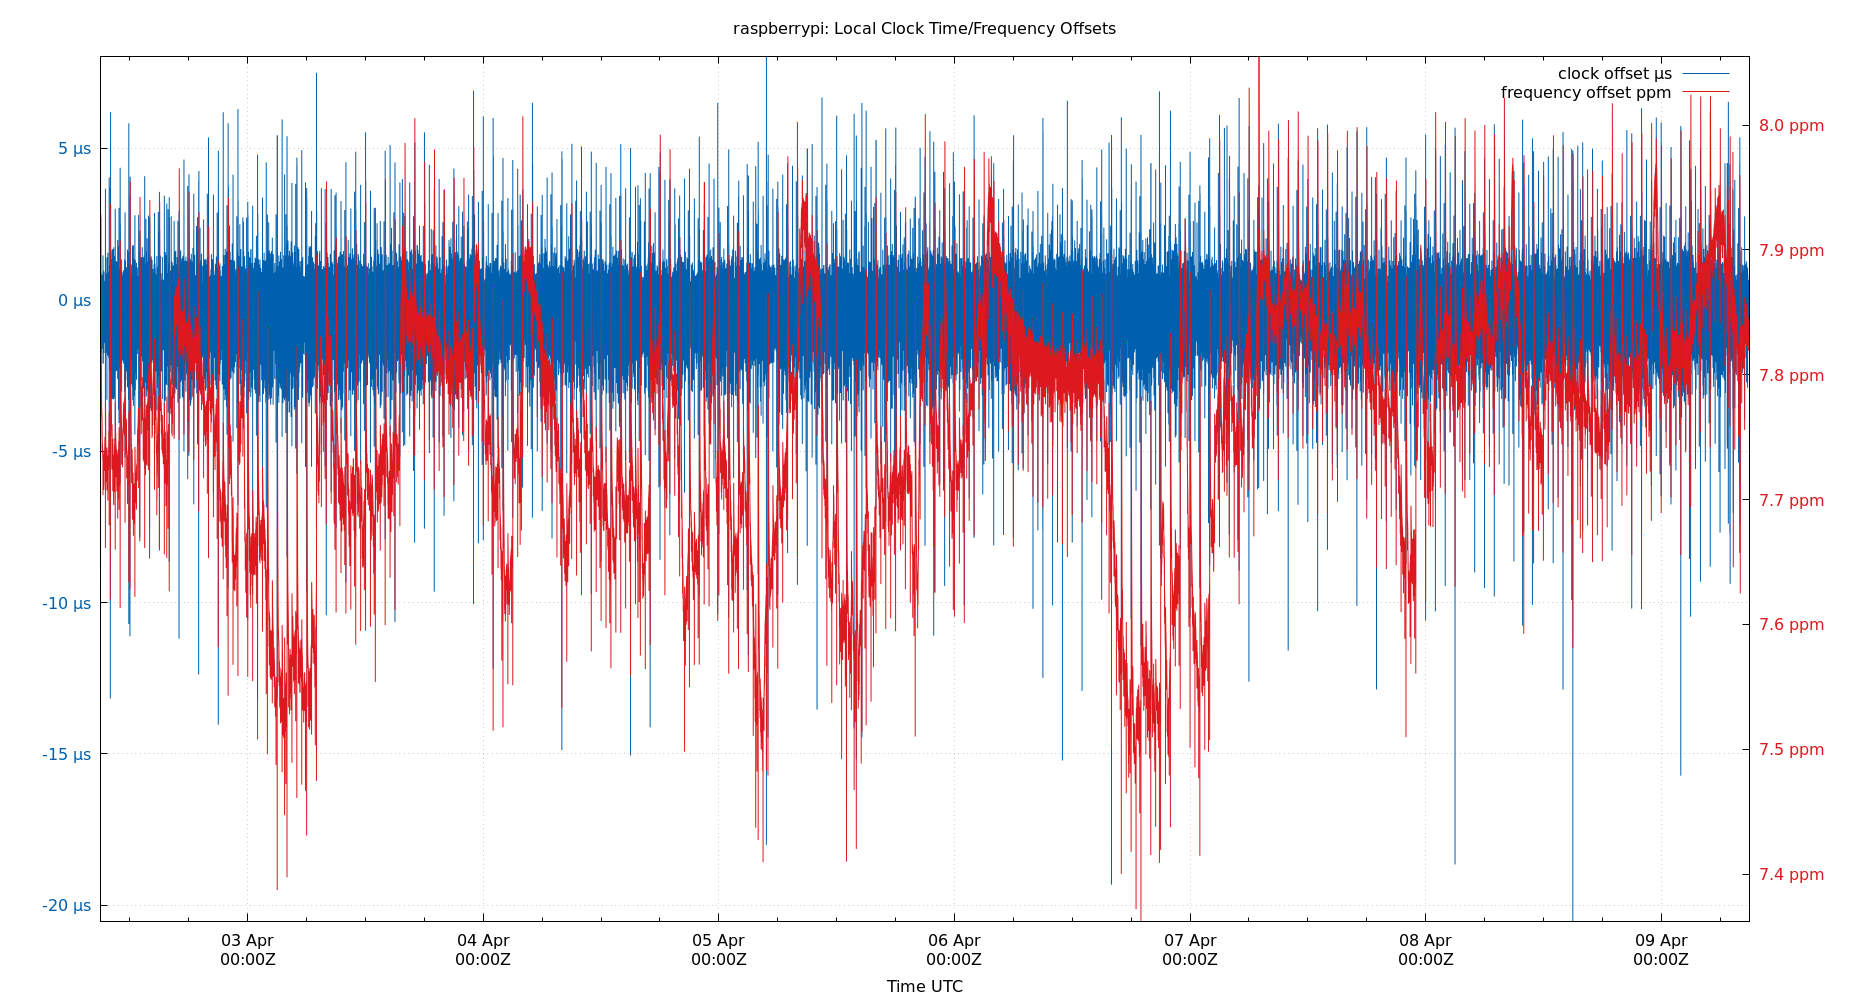 raspberrypi: Local Clock Time/Frequency Offsets
clock offset µs
frequency offset ppm
5 µs
0 µs
-5 µs
-10 µs
-15 µs
-20 µs
8.0 ppm
7.9 ppm
7.8 ppm
7.7 ppm
7.6 ppm
7.5 ppm
7.4 ppm
03 Apr
00:00Z
04 Apr
00:00Z
05 Apr
00:00Z
06 Apr
00:00Z
07 Apr
00:00Z
08 Apr
00:00Z
09 Apr
00:00Z
Time UTC